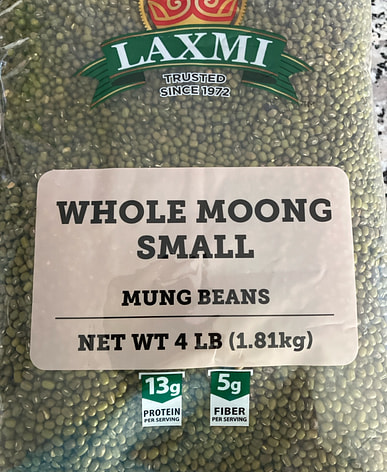 LAXMI
TRUSTED
SINCE 1972
WHOLE MOONG
SMALL
MUNG BEANS
NET WT 4 LB (1.81kg)
13g
PROTEIN
PER SERVING
5g
FIBER
PER SERVING